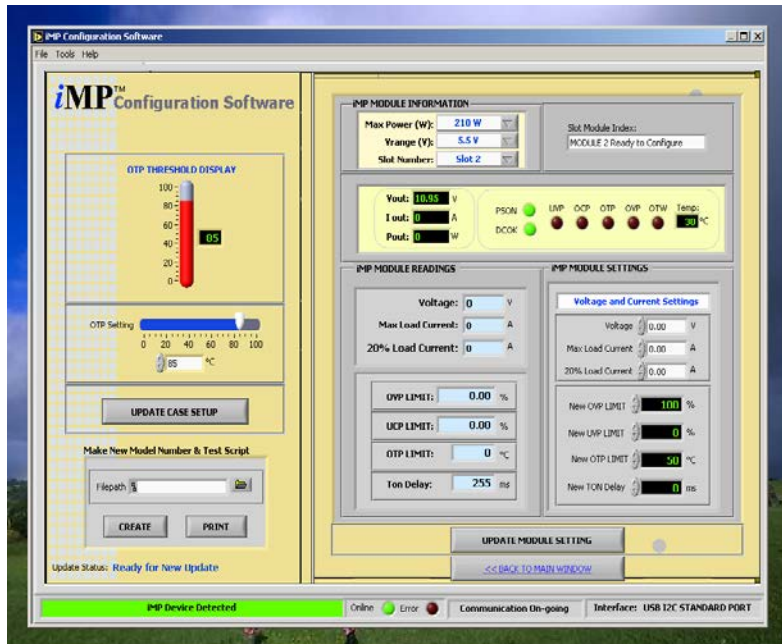 iMP Configuration Software
File Tools Help
iMP™ Configuration Software
OTP THRESHOLD DISPLAY
100
80
60
40
20
0
85
OTP Setting
0 20 40 60 80 100
85 °C
UPDATE CASE SETUP
Make New Model Number & Test Script
Filepath
CREATE PRINT
Update Status: Ready for New Update
iMP MODULE INFORMATION
Max Power (W): 210 W
Vrange (V): 5.5 V
Slot Number: Slot 2
Slot Module Index:
MODULE 2 Ready to Configure
Vout: 10.95 V
I out: 0 A
Pout: 0 W
PSON
DCOK
UVP OCP OTP OVP OTW Temp:
30 °C
iMP MODULE READINGS
Voltage: 0 V
Max Load Current: 0 A
20% Load Current: 0 A
OVP LIMIT: 0.00 %
UCP LIMIT: 0.00 %
OTP LIMIT: 0 °C
Ton Delay: 255 ms
iMP MODULE SETTINGS
Voltage and Current Settings
Voltage 0.00 V
Max Load Current 0.00 A
20% Load Current 0.00 A
New OVP LIMIT 100 %
New UVP LIMIT 0 %
New OTP LIMIT 50 °C
New TON Delay 0 ms
UPDATE MODULE SETTING
<< BACK TO MAIN WINDOW
iMP Device Detected
Online Error Communication On-going Interface: USB I2C STANDARD PORT